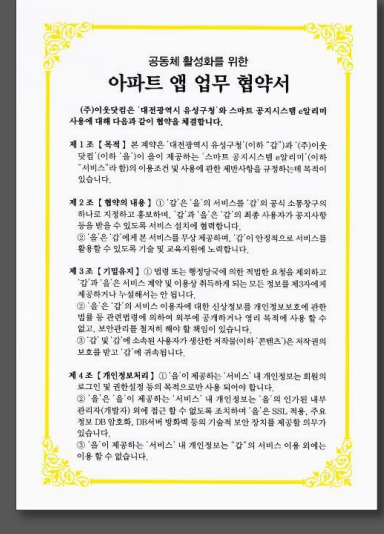 공동체 활성화를 위한
아파트 앱 업무 협약서
(주)이웃닷컴은 '대전광역시 유성구청'와 스마트 공지시스템 e알리미
사용에 대해 다음과 같이 협약을 체결합니다.
제 1 조 【 목적 】 본 계약은 '대전광역시 유성구청'(이하 “갑”)과 '(주)이웃
닷컴'(이하 '을')이 을이 제공하는 '스마트 공지시스템 e알리미'(이하
“서비스”라 함)의 이용조건 및 사용에 관한 제반사항을 규정하는데 목적이
있습니다.
제 2 조 【 협약의 내용 】 ① '갑'은 '을'의 서비스를 '갑'의 공식 소통창구의
하나로 지정하고 홍보하며, '갑'과 '을'은 '갑'의 최종 사용자가 공지사항
등을 받을 수 있도록 서비스 설치에 협력합니다.
② '을'은 '갑'에게 본 서비스를 무상 제공하며, '갑'이 안정적으로 서비스를
활용할 수 있도록 기술 및 교육지원에 노력합니다.
제 3 조 【 기밀유지 】 ① 법령 또는 행정당국에 의한 적법한 요청을 제외하고
'갑'과 '을'은 서비스 계약 및 이용상 취득하게 되는 모든 정보를 제3자에게
제공하거나 누설해서는 안 됩니다.
② '을'은 '갑'의 서비스 이용자에 대한 신상정보를 개인정보보호에 관한
법률 등 관련법령에 의하여 외부에 공개하거나 영리 목적에 사용 할 수
없고, 보안관리를 철저히 해야 할 책임이 있습니다.
③ '갑' 및 '갑'에 소속된 사용자가 생산한 저작물(이하 '콘텐츠')은 저작권의
보호를 받고 '갑'에 귀속됩니다.
제 4 조 【 개인정보처리 】 ① '을'이 제공하는 '서비스' 내 개인정보는 회원의
로그인 및 권한설정 등의 목적으로만 사용 되어야 합니다.
② '을'은 '을'이 제공하는 '서비스' 내 개인정보는 '을'의 인가된 내부
관리자(개발자) 외에 접근 할 수 없도록 조치하며 '을'은 SSL 적용, 주요
정보 DB 암호화, DB서버 방화벽 등의 기술적 보안 장치를 제공할 의무가
있습니다.
③ '을'이 제공하는 '서비스' 내 개인정보는 “갑”의 서비스 이용 외에는
이용 할 수 없습니다.